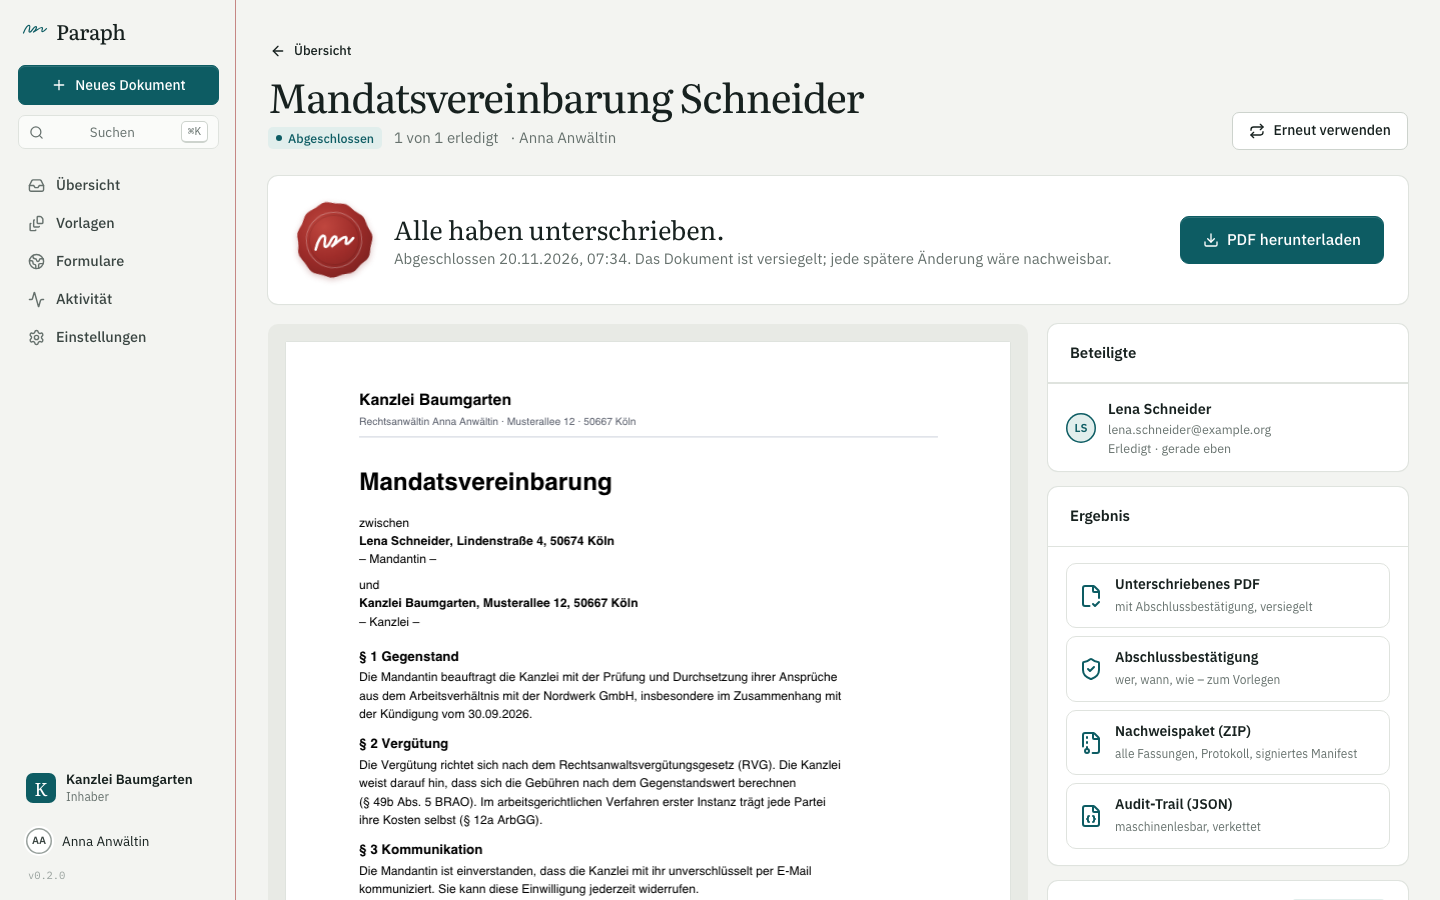 Paraph
Neues Dokument
Suchen ⌘K
Übersicht
Vorlagen
Formulare
Aktivität
Einstellungen
K
Kanzlei Baumgarten
Inhaber
AA
Anna Anwältin
v0.2.0
Übersicht
Mandatsvereinbarung Schneider
Abgeschlossen 1 von 1 erledigt · Anna Anwältin
Erneut verwenden
Alle haben unterschrieben.
Abgeschlossen 20.11.2026, 07:34. Das Dokument ist versiegelt; jede spätere Änderung wäre nachweisbar.
PDF herunterladen
Kanzlei Baumgarten
Rechtsanwältin Anna Anwältin · Musterallee 12 · 50667 Köln
Mandatsvereinbarung
zwischen
Lena Schneider, Lindenstraße 4, 50674 Köln
– Mandantin –
und
Kanzlei Baumgarten, Musterallee 12, 50667 Köln
– Kanzlei –
§ 1 Gegenstand
Die Mandantin beauftragt die Kanzlei mit der Prüfung und Durchsetzung ihrer Ansprüche
aus dem Arbeitsverhältnis mit der Nordwerk GmbH, insbesondere im Zusammenhang mit
der Kündigung vom 30.09.2026.
§ 2 Vergütung
Die Vergütung richtet sich nach dem Rechtsanwaltsvergütungsgesetz (RVG). Die Kanzlei
weist darauf hin, dass sich die Gebühren nach dem Gegenstandswert berechnen
(§ 49b Abs. 5 BRAO). Im arbeitsgerichtlichen Verfahren erster Instanz trägt jede Partei
ihre Kosten selbst (§ 12a ArbGG).
§ 3 Kommunikation
Die Mandantin ist einverstanden, dass die Kanzlei mit ihr unverschlüsselt per E-Mail
kommuniziert. Sie kann diese Einwilligung jederzeit widerrufen.
Beteiligte
LS
Lena Schneider
lena.schneider@example.org
Erledigt · gerade eben
Ergebnis
Unterschriebenes PDF
mit Abschlussbestätigung, versiegelt
Abschlussbestätigung
wer, wann, wie – zum Vorlegen
Nachweispaket (ZIP)
alle Fassungen, Protokoll, signiertes Manifest
Audit-Trail (JSON)
maschinenlesbar, verkettet